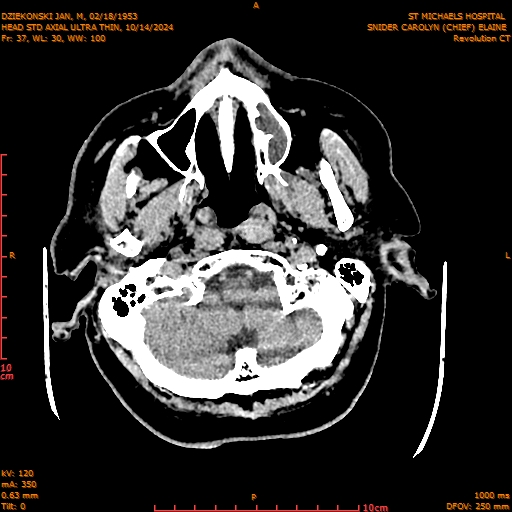 A
DZIEKONSKI JAN, M, 02/18/1953
HEAD STD AXIAL ULTRA THIN, 10/14/2024
Fr: 37, WL: 30, WW: 100
ST MICHAELS HOSPITAL
SNIDER CAROLYN (CHIEF) ELAINE
Revolution CT
R
L
10
cm
kV: 120
mA: 350
0.63 mm
Tilt: 0
P
10cm
1000 ms
DFOV: 250 mm